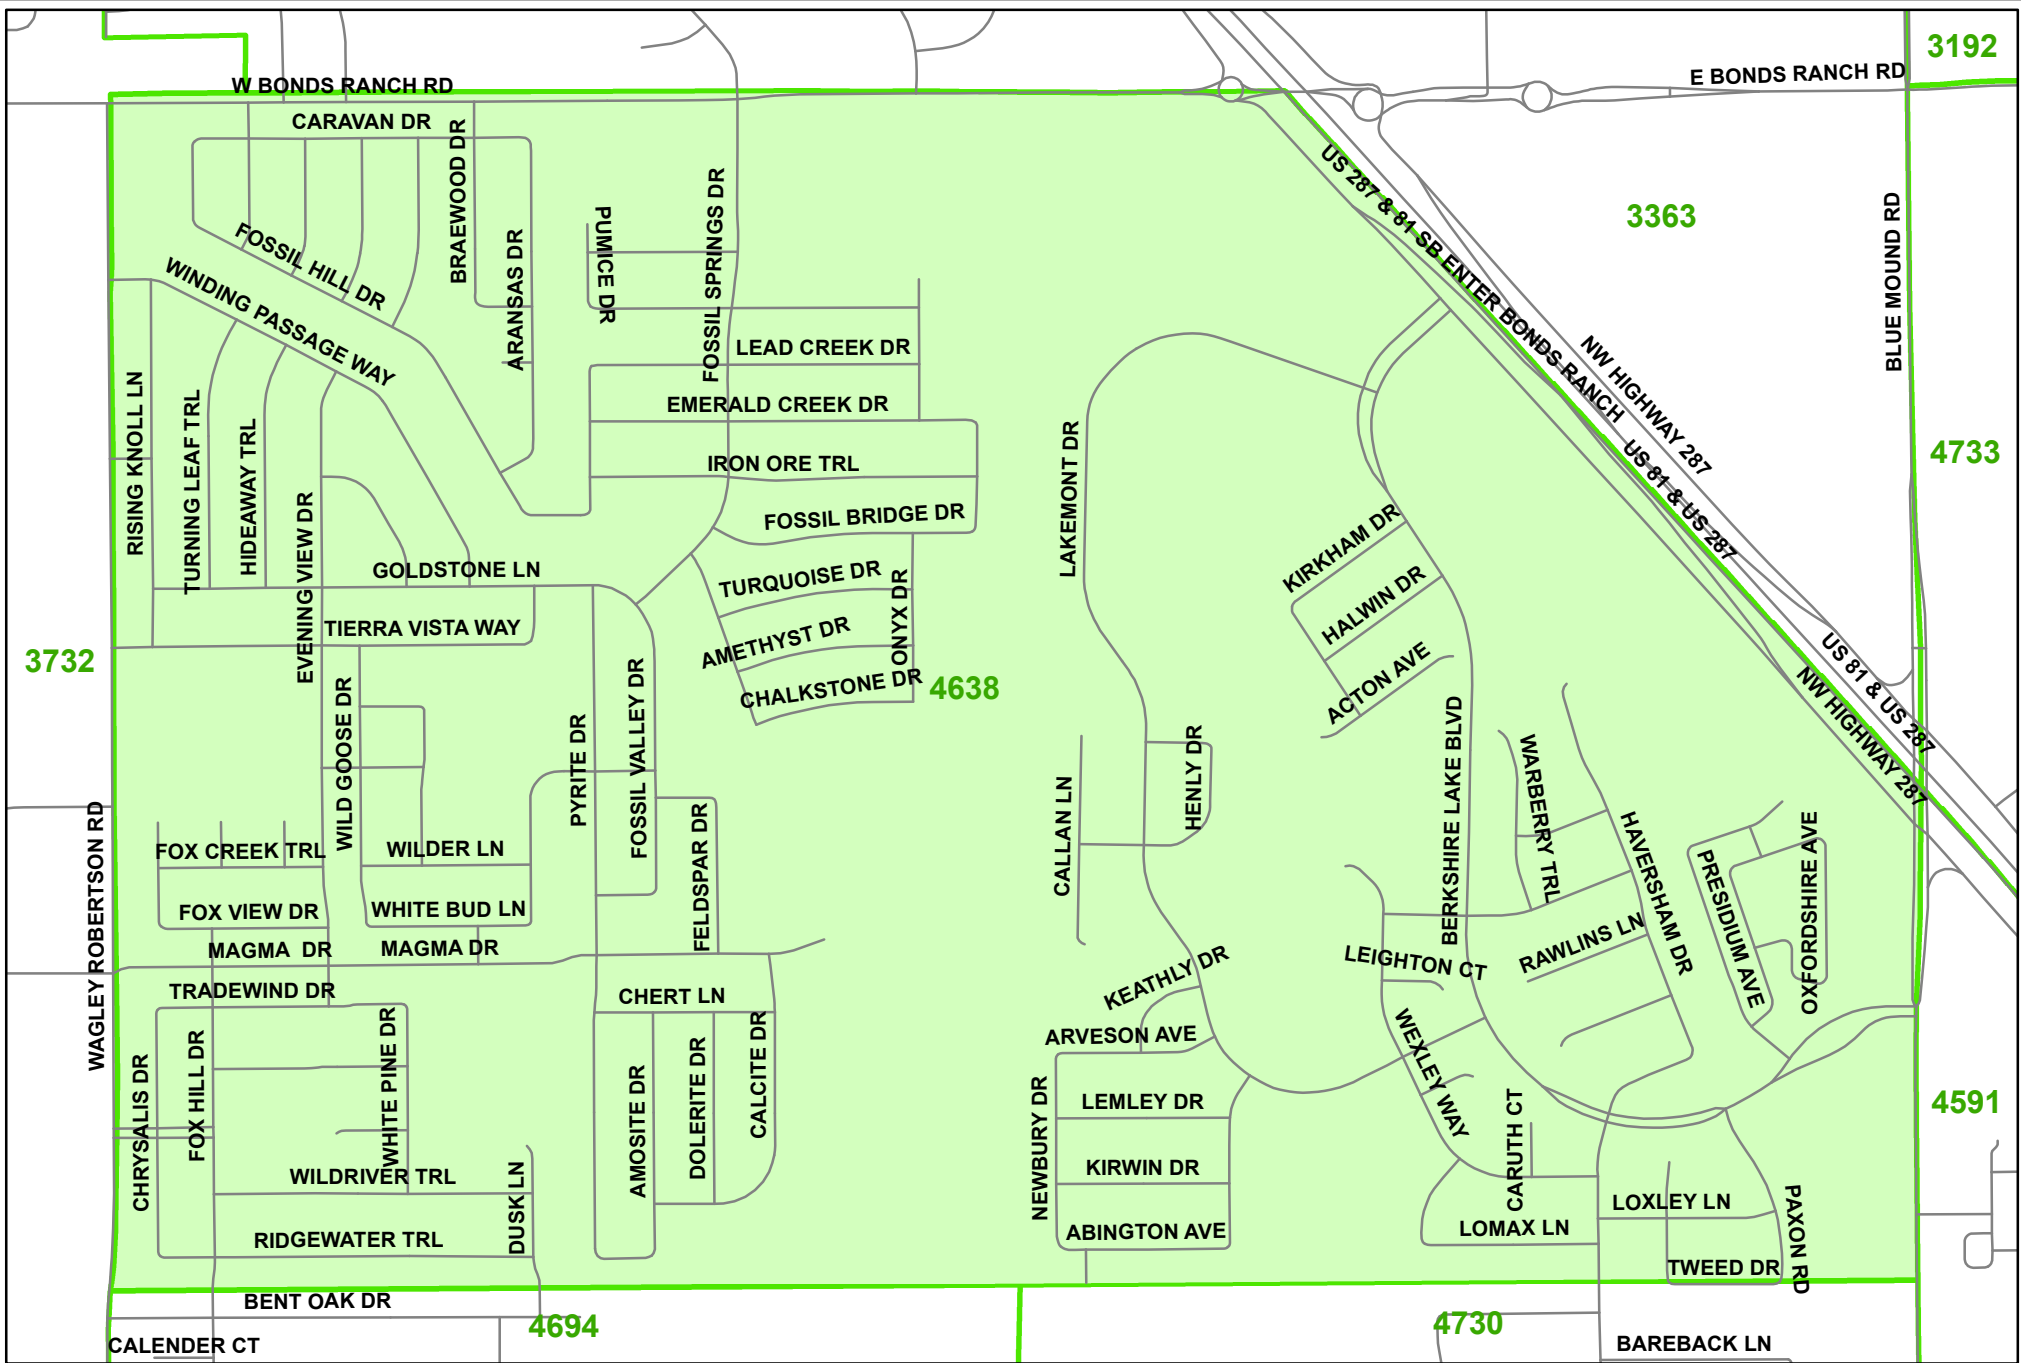 3192
W BONDS RANCH RD
E BONDS RANCH RD
CARAVAN DR
BRAEWOOD DR
FOSSIL SPRINGS DR
US 287 & 81 SB ENTER BONDS RANCH
3363
BLUE MOUND RD
PUMICE DR
FOSSIL HILL DR
ARANSAS DR
WINDING PASSAGE WAY
LEAD CREEK DR
NW HIGHWAY 287
RISING KNOLL LN
TURNING LEAF TRL
HIDEAWAY TRL
EMERALD CREEK DR
LAKEMONT DR
4733
IRON ORE TRL
US 81 & US 287
EVENING VIEW DR
FOSSIL BRIDGE DR
KIRKHAM DR
GOLDSTONE LN
TURQUOISE DR
ONYX DR
HALWIN DR
TIERRA VISTA WAY
AMETHYST DR
3732
CHALKSTONE DR
4638
ACTON AVE
US 81 & US 287
NW HIGHWAY 287
WILD GOOSE DR
PYRITE DR
FOSSIL VALLEY DR
HENLY DR
BERKSHIRE LAKE BLVD
WARBERRY TRL
CALLAN LN
WAGLEY ROBERTSON RD
FOX CREEK TRL
WILDER LN
FELDSPAR DR
HAVERSHAM DR
PRESIDIUM AVE
OXFORDSHIRE AVE
FOX VIEW DR
WHITE BUD LN
MAGMA DR
MAGMA DR
RAWLINS LN
LEIGHTON CT
KEATHLY DR
TRADEWIND DR
CHERT LN
WHITE PINE DR
CALCITE DR
ARVESON AVE
WEXLEY WAY
CHRYSALIS DR
FOX HILL DR
AMOSITE DR
DOLERITE DR
NEWBURY DR
LEMLEY DR
CARUTH CT
4591
WILDRIVER TRL
DUSK LN
KIRWIN DR
LOXLEY LN
PAXON RD
RIDGEWATER TRL
ABINGTON AVE
LOMAX LN
TWEED DR
BENT OAK DR
4694
4730
CALENDER CT
BAREBACK LN